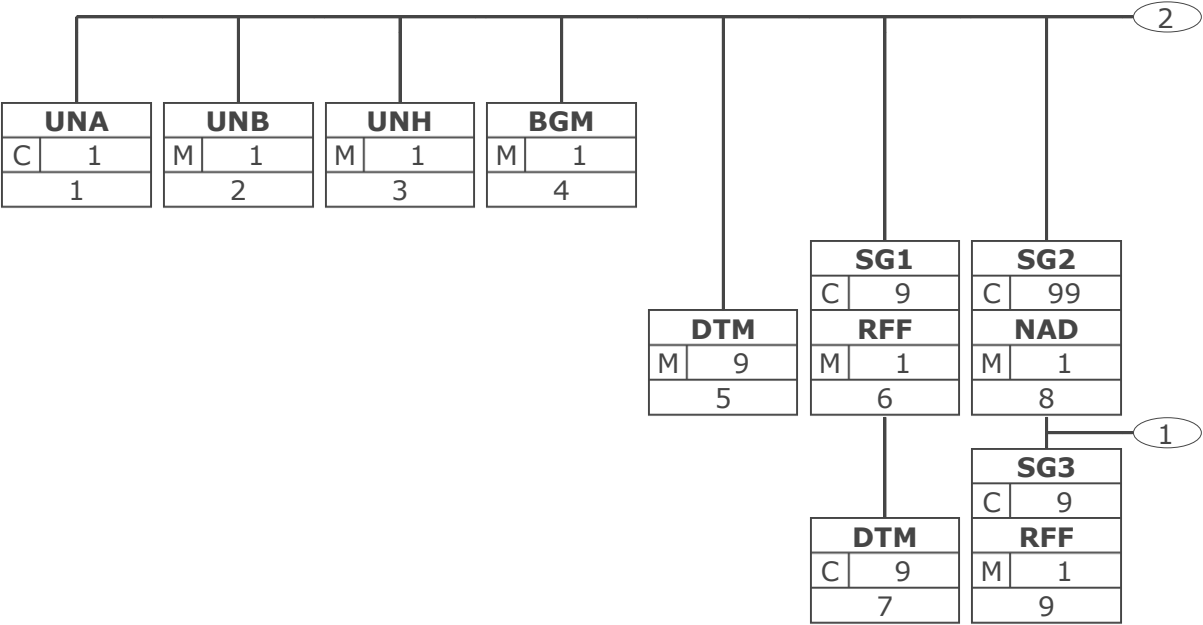 2
UNA UNB UNH BGM
C 1 M 1 M 1 M 1
1 2 3 4
SG1 SG2
C 9 C 99
DTM RFF NAD
M 9 M 1 M 1
5 6 8
1
SG3
C 9
DTM RFF
C 9 M 1
7 9